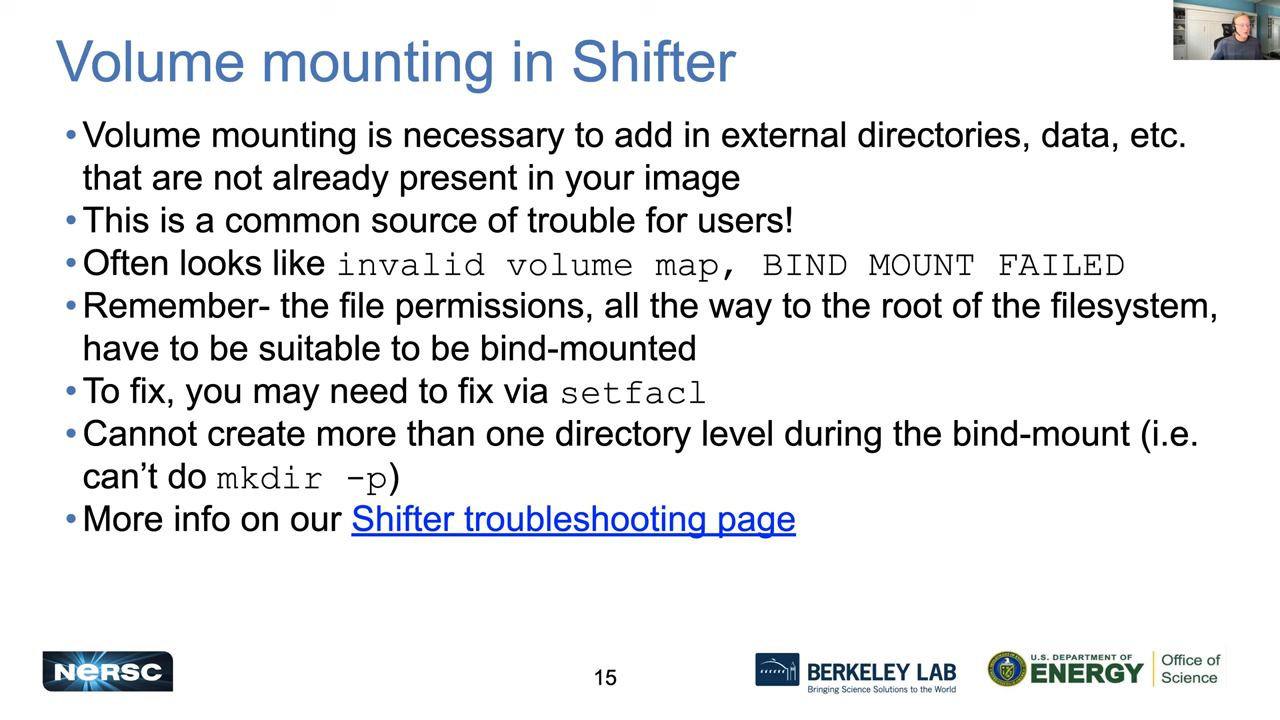 Volume mounting in Shifter
•Volume mounting is necessary to add in external directories, data, etc.
that are not already present in your image
•This is a common source of trouble for users!
•Often looks like invalid volume map, BIND MOUNT FAILED
•Remember- the file permissions, all the way to the root of the filesystem,
have to be suitable to be bind-mounted
•To fix, you may need to fix via setfacl
•Cannot create more than one directory level during the bind-mount (i.e.
can’t do mkdir -p)
•More info on our Shifter troubleshooting page
NERSC
15
BERKELEY LAB
Bringing Science Solutions to the World
U.S. DEPARTMENT OF
ENERGY
Office of
Science